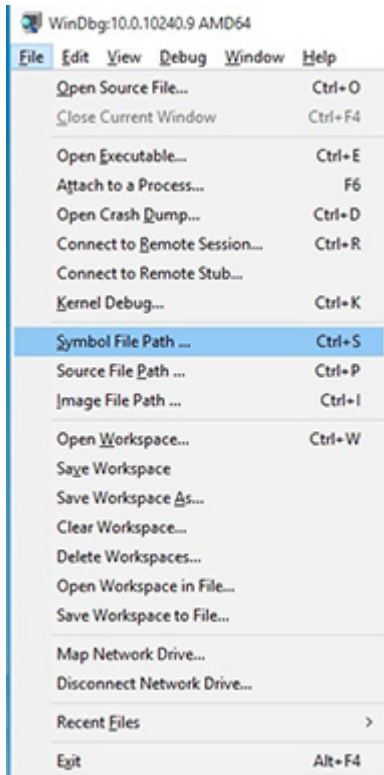 WinDbg:10.0.10240.9 AMD64
File Edit View Debug Window Help
Open Source File... Ctrl+O
Close Current Window Ctrl+F4
Open Executable... Ctrl+E
Attach to a Process... F6
Open Crash Dump... Ctrl+D
Connect to Remote Session... Ctrl+R
Connect to Remote Stub...
Kernel Debug... Ctrl+K
Symbol File Path ... Ctrl+S
Source File Path ... Ctrl+P
Image File Path ... Ctrl+I
Open Workspace... Ctrl+W
Save Workspace
Save Workspace As...
Clear Workspace...
Delete Workspaces...
Open Workspace in File...
Save Workspace to File...
Map Network Drive...
Disconnect Network Drive...
Recent Files >
Exit Alt+F4